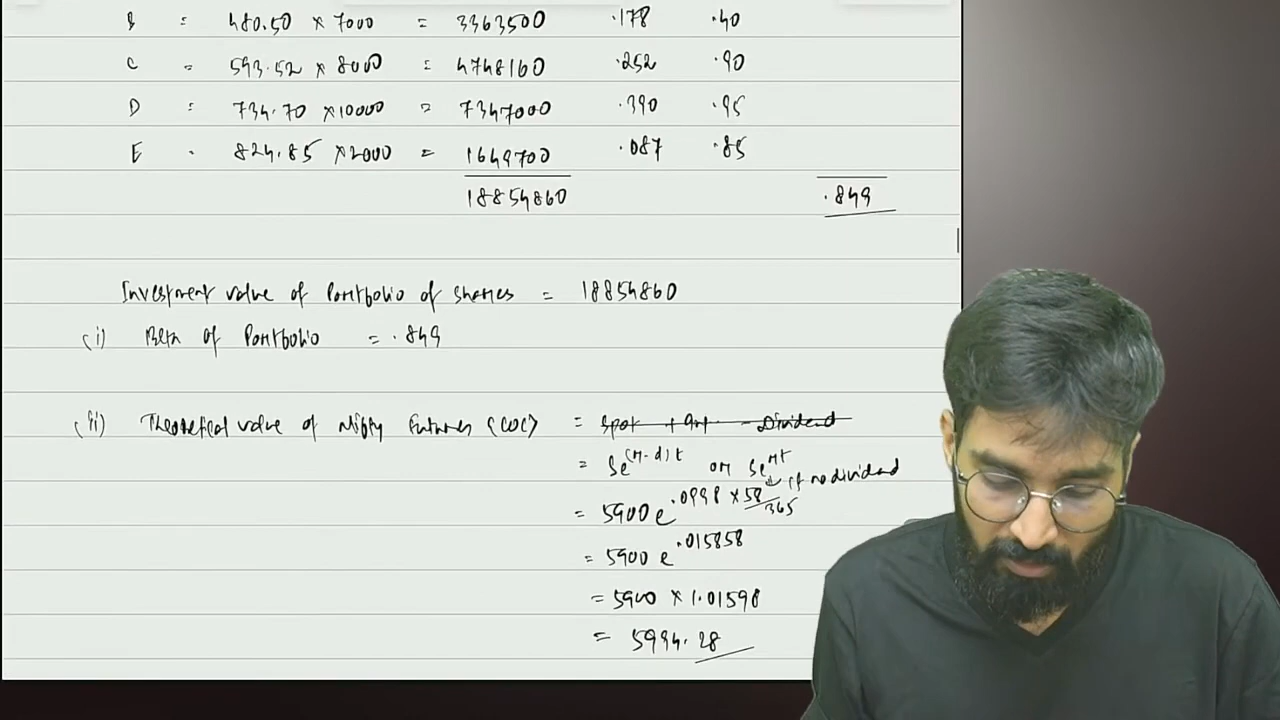 B = 480.50 × 7000 = 3363500 .178 .40
C = 593.52 × 8000 = 4748160 .252 .90
D = 734.70 × 10000 = 7347000 .390 .95
E = 824.85 × 2000 = 1649700 .087 .85
18854860 .849
Investment value of Portfolio of shares = 18854860
(i) Beta of Portfolio = .849
(ii) Theoretical value of Nifty Futures (COC) = Spot + Int - Dividend
= Se^(r-d)t or Se^rt
↳ if no dividend
= 5900 e^.0998 × 58/365
= 5900 e^.015858
= 5900 × 1.01598
= 5994.28